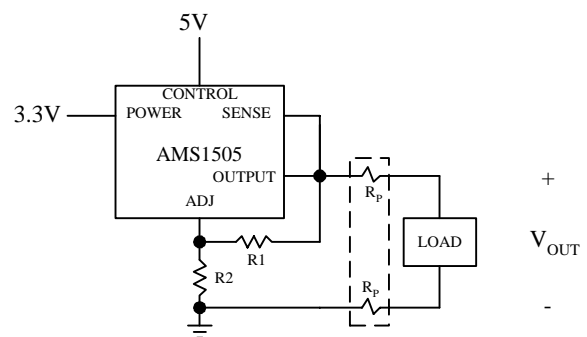 5V
CONTROL
3.3V
POWER SENSE
AMS1505
OUTPUT
ADJ
R1
R2
RP
RP
LOAD
+
VOUT
-